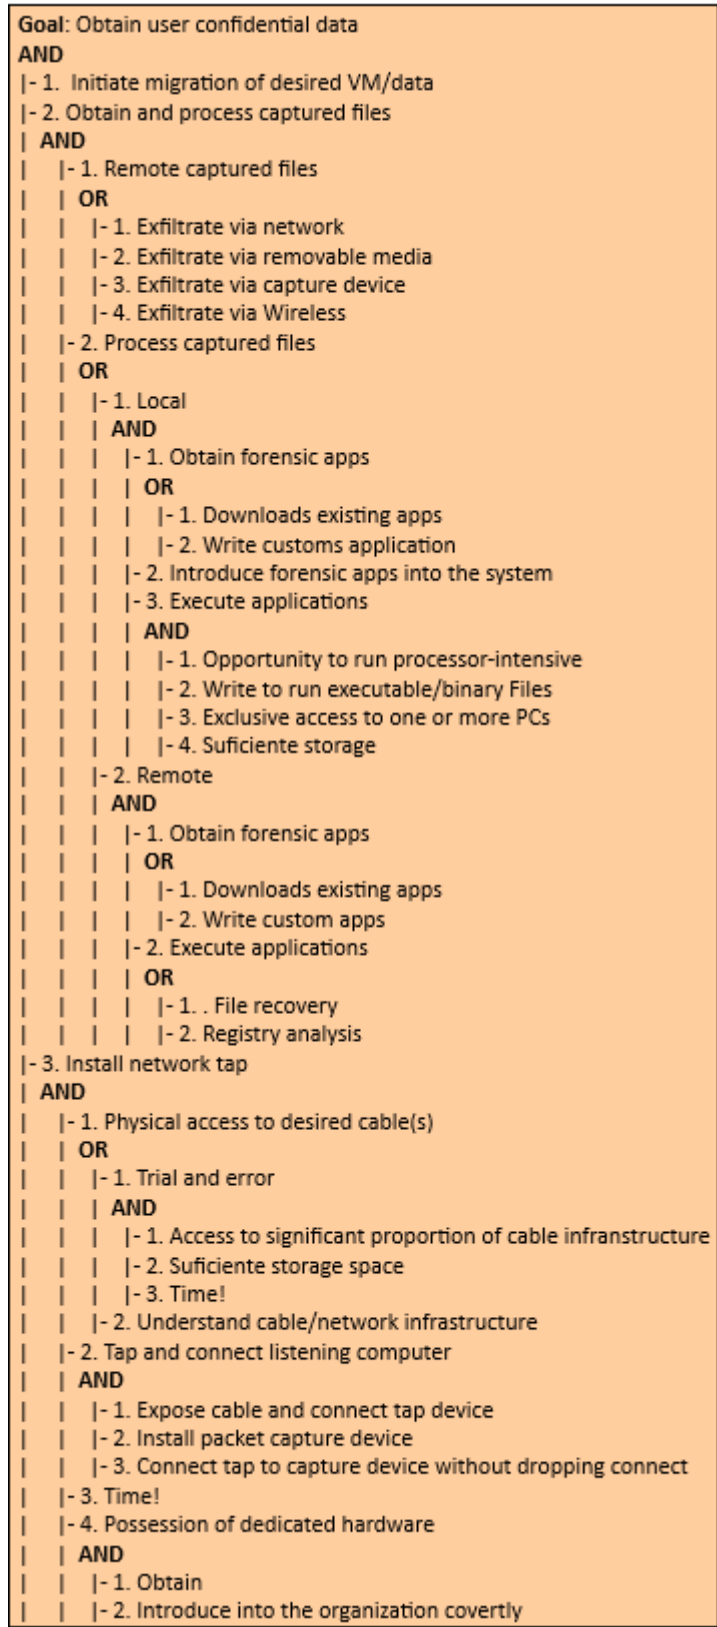 Goal: Obtain user confidential data
AND
|- 1.  Initiate migration of desired VM/data
|- 2. Obtain and process captured files
| AND
|   |- 1. Remote captured files
|   | OR
|   |   |- 1. Exfiltrate via network
|   |   |- 2. Exfiltrate via removable media
|   |   |- 3. Exfiltrate via capture device
|   |   |- 4. Exfiltrate via Wireless
|   |- 2. Process captured files
|   | OR
|   |   |- 1. Local
|   |   | AND
|   |   |   |- 1. Obtain forensic apps
|   |   |   | OR
|   |   |   |   |- 1. Downloads existing apps
|   |   |   |   |- 2. Write customs application
|   |   |   |- 2. Introduce forensic apps into the system
|   |   |   |- 3. Execute applications
|   |   |   | AND
|   |   |   |   |- 1. Opportunity to run processor-intensive
|   |   |   |   |- 2. Write to run executable/binary Files
|   |   |   |   |- 3. Exclusive access to one or more PCs
|   |   |   |   |- 4. Suficiente storage
|   |   |- 2. Remote
|   |   | AND
|   |   |   |- 1. Obtain forensic apps
|   |   |   | OR
|   |   |   |   |- 1. Downloads existing apps
|   |   |   |   |- 2. Write custom apps
|   |   |   |- 2. Execute applications
|   |   |   | OR
|   |   |   |   |- 1. . File recovery
|   |   |   |   |- 2. Registry analysis
|- 3. Install network tap
| AND
|   |- 1. Physical access to desired cable(s)
|   | OR
|   |   |- 1. Trial and error
|   |   | AND
|   |   |   |- 1. Access to significant proportion of cable infranstructure
|   |   |   |- 2. Suficiente storage space
|   |   |   |- 3. Time!
|   |   |- 2. Understand cable/network infrastructure
|   |- 2. Tap and connect listening computer
|   | AND
|   |   |- 1. Expose cable and connect tap device
|   |   |- 2. Install packet capture device
|   |   |- 3. Connect tap to capture device without dropping connect
|   |- 3. Time!
|   |- 4. Possession of dedicated hardware
|   | AND
|   |   |- 1. Obtain
|   |   |- 2. Introduce into the organization covertly